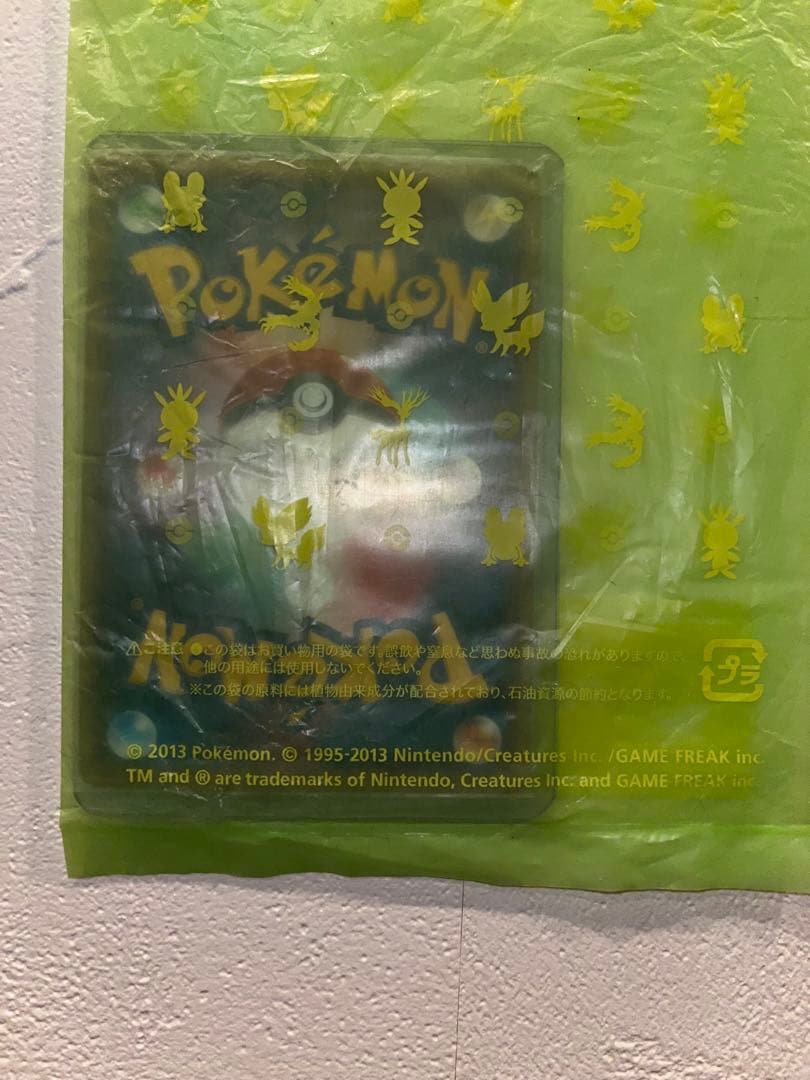 POKéMON
®
POKéMON
⚠ご注意 ●この袋はお買い物用の袋です。誤飲や窒息など思わぬ事故の恐れがありますので、
他の用途には使用しないでください。
※この袋の原料には植物由来成分が配合されており、石油資源の節約となります。
プラ
© 2013 Pokémon. © 1995-2013 Nintendo/Creatures Inc. /GAME FREAK inc.
TM and ® are trademarks of Nintendo, Creatures Inc. and GAME FREAK inc.